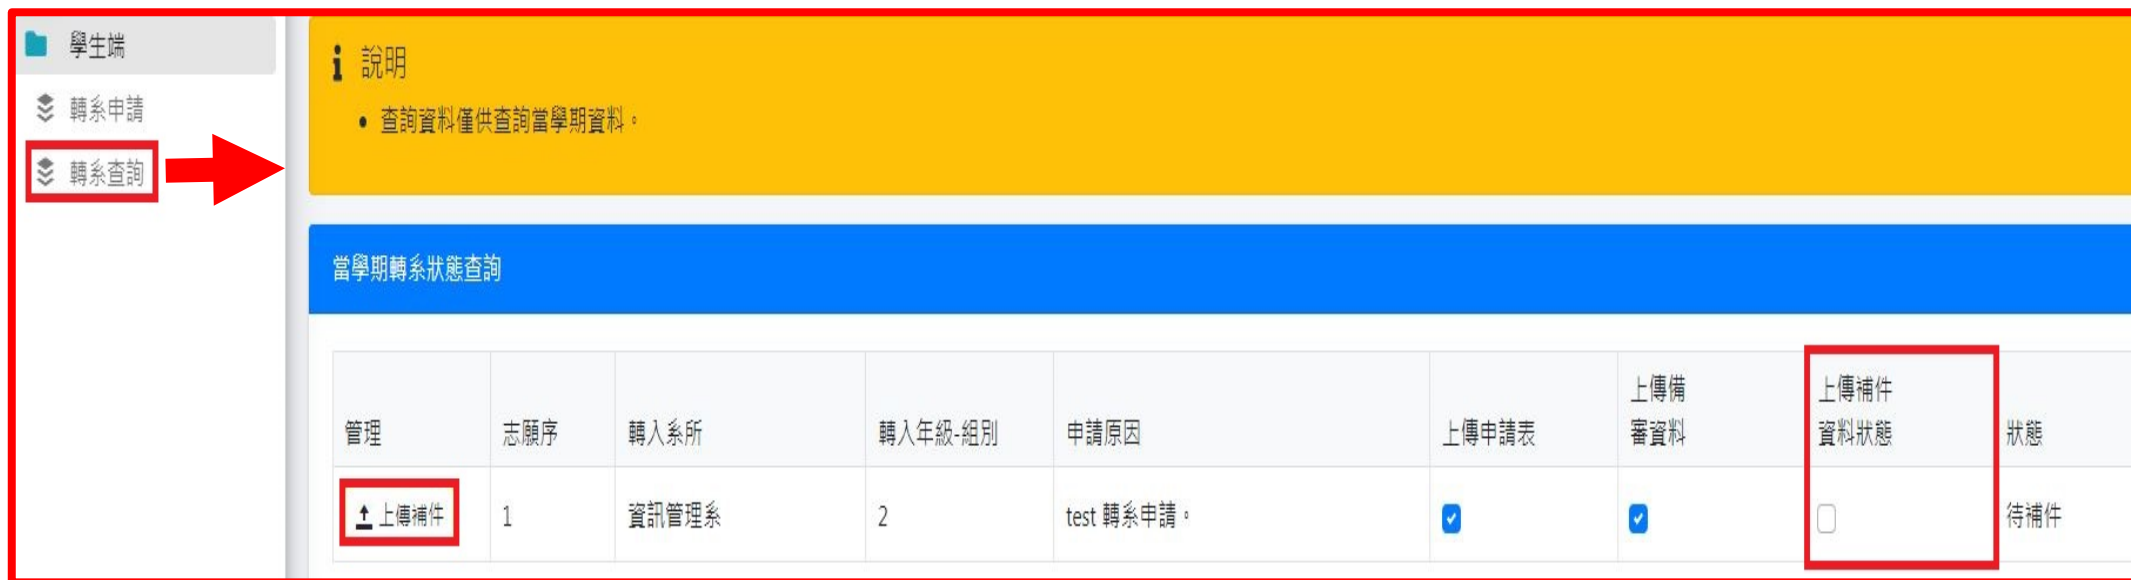 學生端
轉系申請
轉系查詢
說明
• 查詢資料僅供查詢當學期資料。
當學期轉系狀態查詢
管理 志願序 轉入系所 轉入年級-組別 申請原因 上傳申請表 上傳備 審資料 上傳補件 資料狀態 狀態
上傳補件 1 資訊管理系 2 test 轉系申請。 待補件